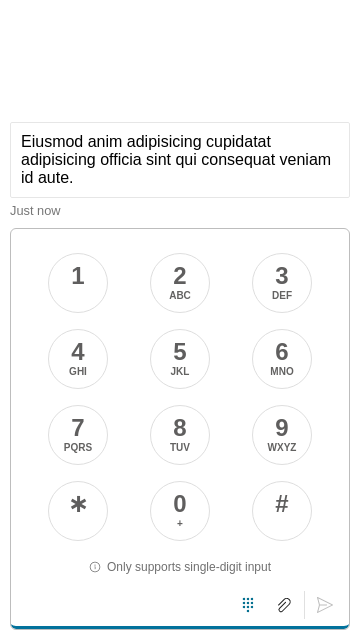 Eiusmod anim adipisicing cupidatat
adipisicing officia sint qui consequat veniam
id aute.
Just now
1 2 3
ABC DEF
4 5 6
GHI JKL MNO
7 8 9
PQRS TUV WXYZ
* 0 #
+
Only supports single-digit input